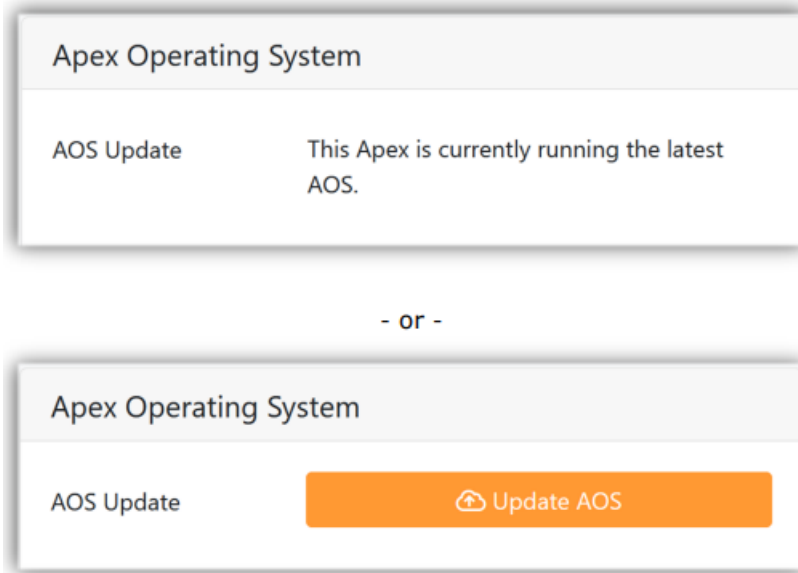 Apex Operating System
AOS Update
This Apex is currently running the latest
AOS.
- or -
Apex Operating System
AOS Update
Update AOS